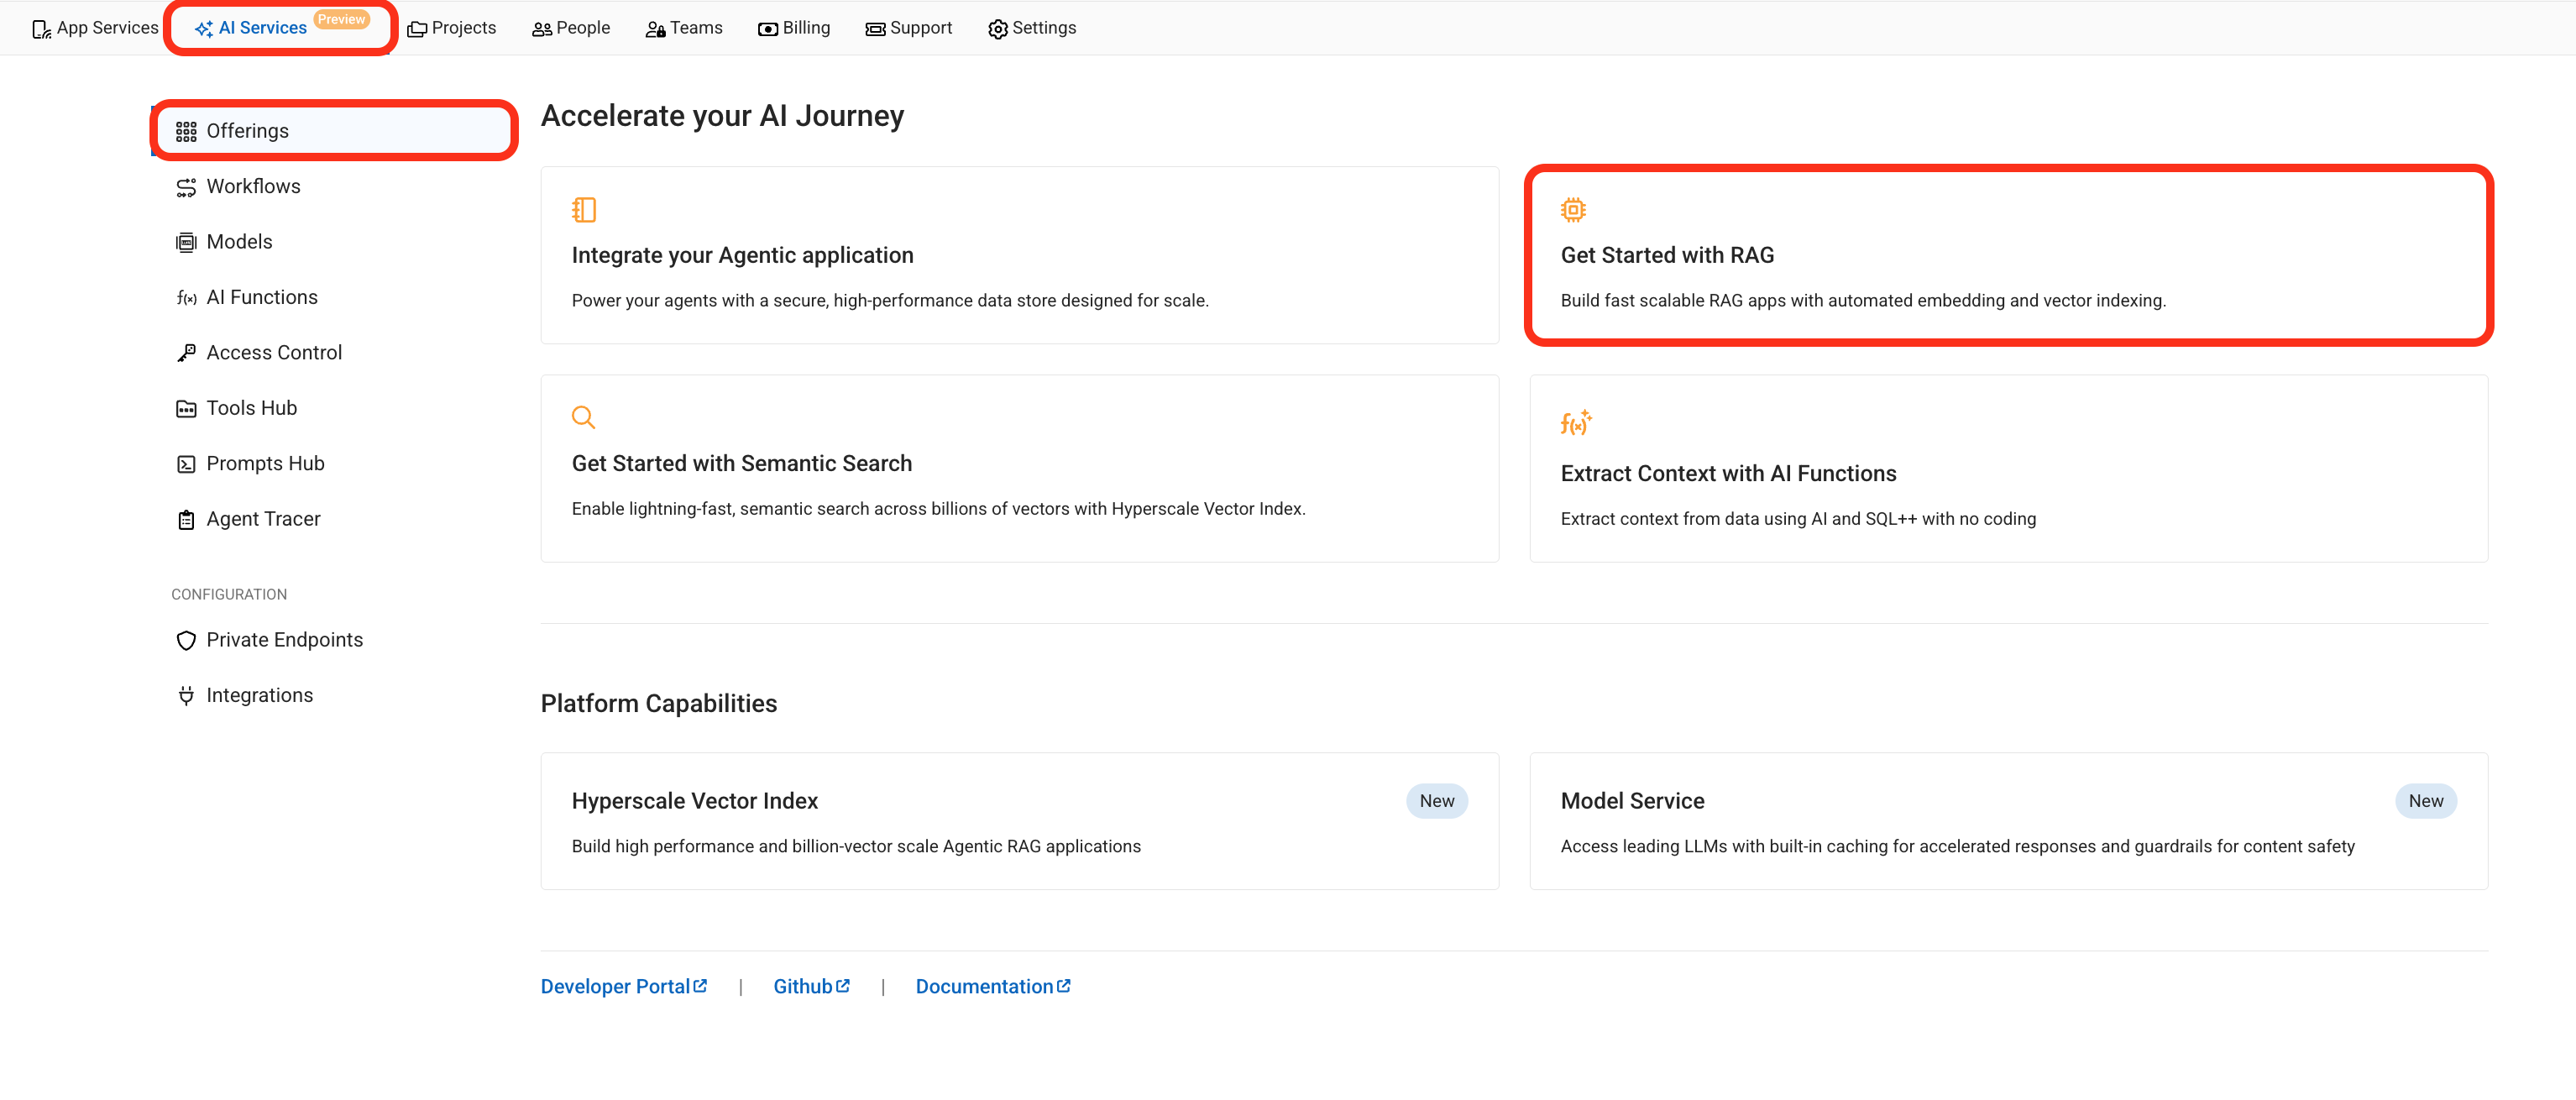 App Services
AI Services Preview
Projects
People
Teams
Billing
Support
Settings
Offerings
Workflows
Models
f(x) AI Functions
Access Control
Tools Hub
Prompts Hub
Agent Tracer
CONFIGURATION
Private Endpoints
Integrations
Accelerate your AI Journey
Integrate your Agentic application
Power your agents with a secure, high-performance data store designed for scale.
Get Started with RAG
Build fast scalable RAG apps with automated embedding and vector indexing.
Get Started with Semantic Search
Enable lightning-fast, semantic search across billions of vectors with Hyperscale Vector Index.
f(x)
Extract Context with AI Functions
Extract context from data using AI and SQL++ with no coding
Platform Capabilities
Hyperscale Vector Index New
Build high performance and billion-vector scale Agentic RAG applications
Model Service New
Access leading LLMs with built-in caching for accelerated responses and guardrails for content safety
Developer Portal | Github | Documentation